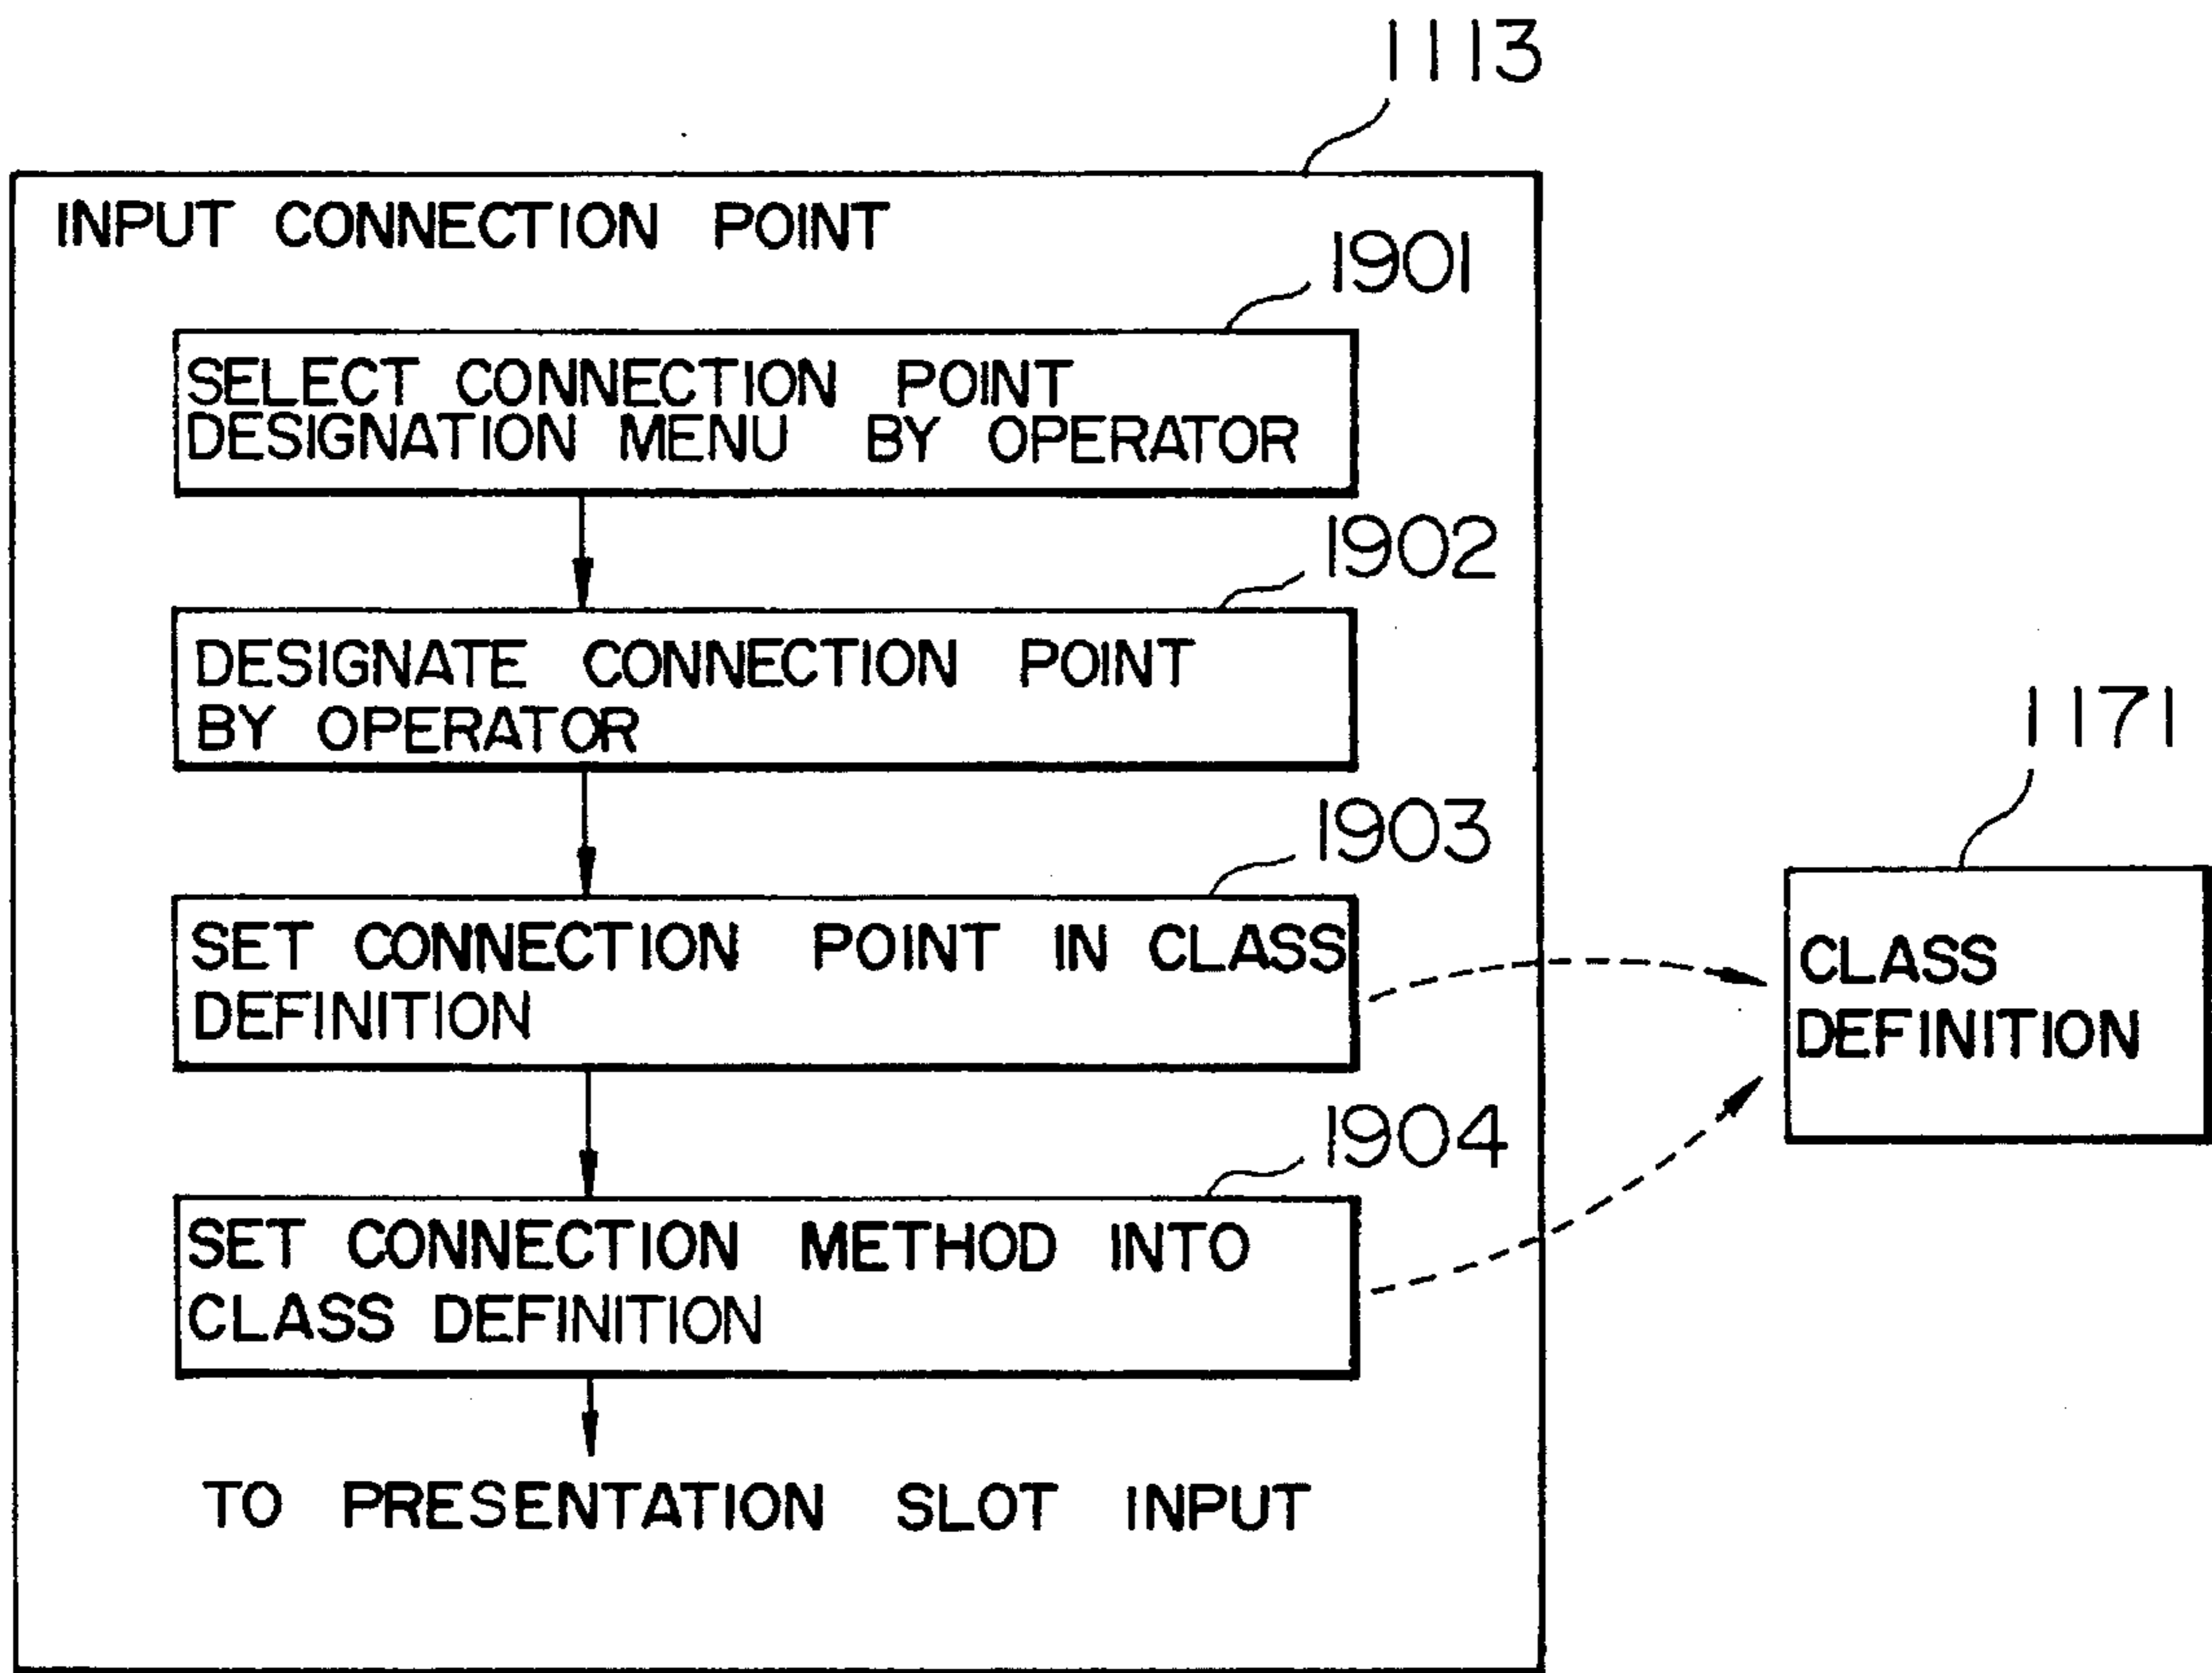 1113
INPUT CONNECTION POINT
1901
SELECT CONNECTION POINT
DESIGNATION MENU BY OPERATOR
1902
DESIGNATE CONNECTION POINT
BY OPERATOR
1171
1903
SET CONNECTION POINT IN CLASS
DEFINITION
CLASS
DEFINITION
1904
SET CONNECTION METHOD INTO
CLASS DEFINITION
TO PRESENTATION SLOT INPUT